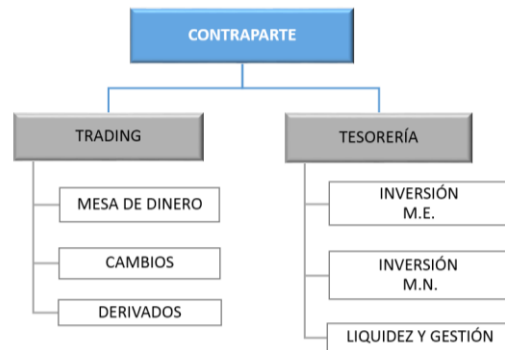 CONTRAPARTE
TRADING
MESA DE DINERO
CAMBIOS
DERIVADOS
TESORERÍA
INVERSIÓN
M.E.
INVERSIÓN
M.N.
LIQUIDEZ Y GESTIÓN